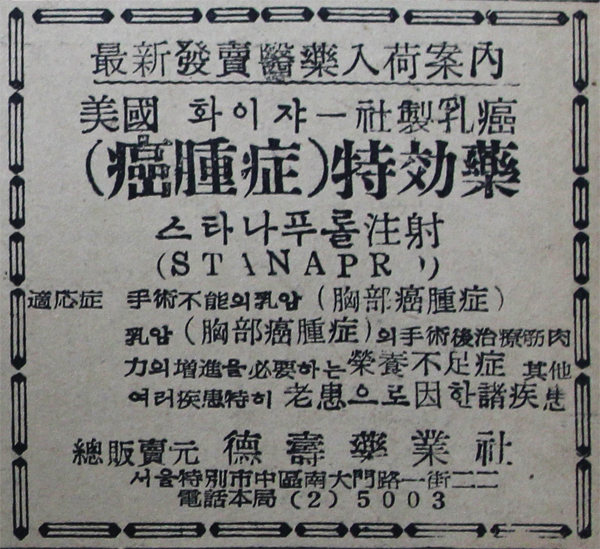 最新發賣醫藥入荷案內
美國 화이쟈ー社製乳癌
(癌腫症)特効藥
스타나푸롤注射
(STANAPR
適応症 手術不能의乳암(胸部癌腫症)
乳암(胸部癌腫症)의手術後治療筋肉
力의增進을必要하는榮養不足症 其他
여러疾患特히 老患으로因한諸疾患
總販賣元 德壽藥業社
서울特別市中區南大門路一街二二
電話本局(2)5003